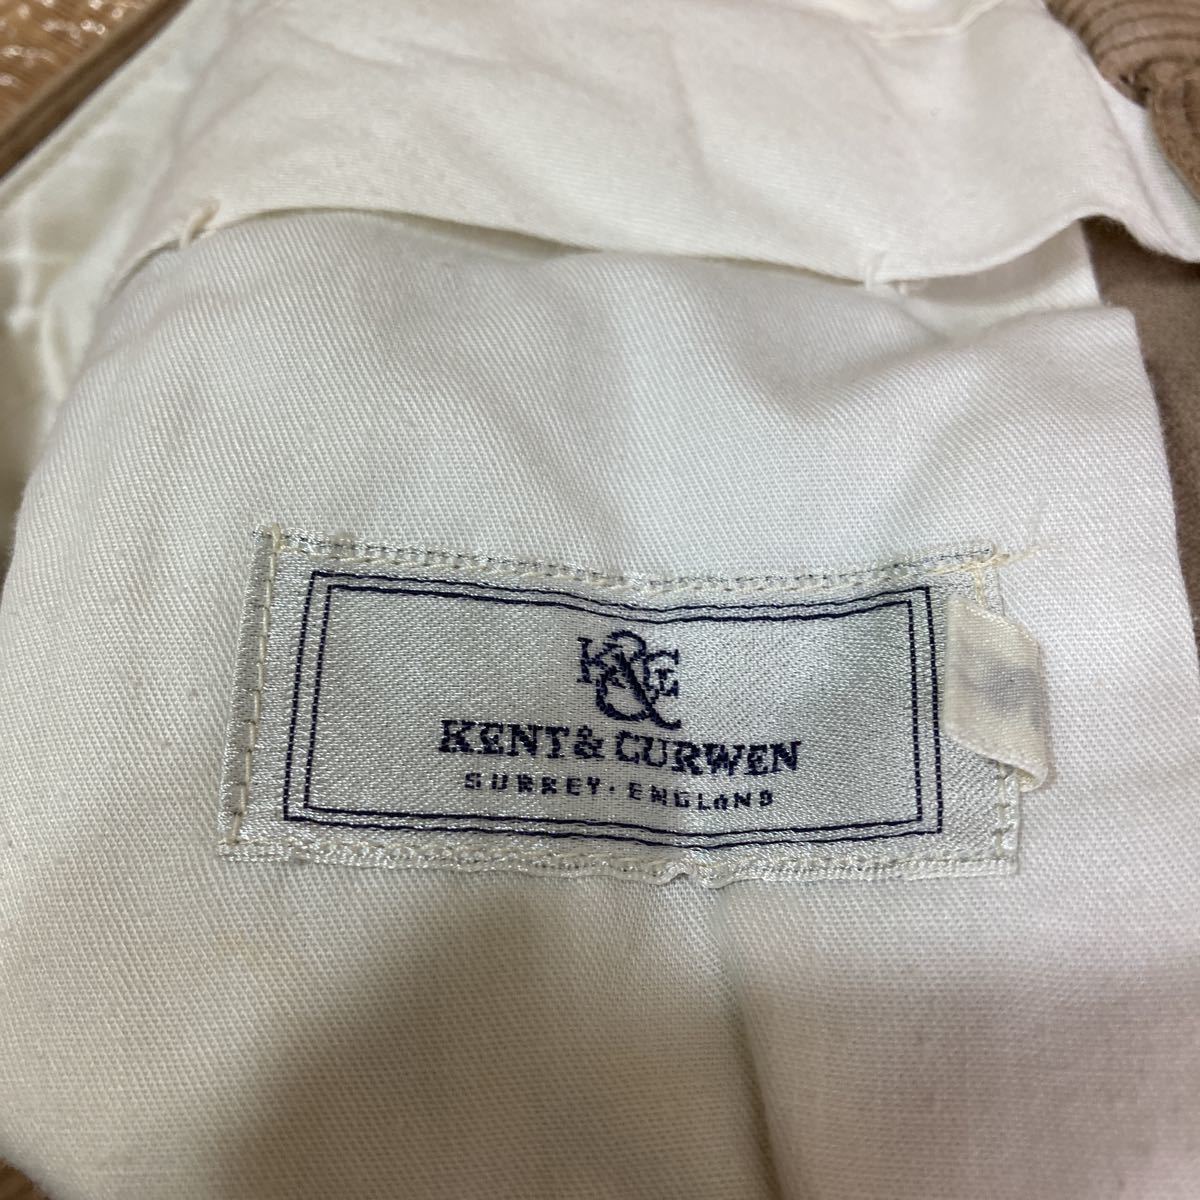 K&C
KENT & CURWEN
SURREY · ENGLAND